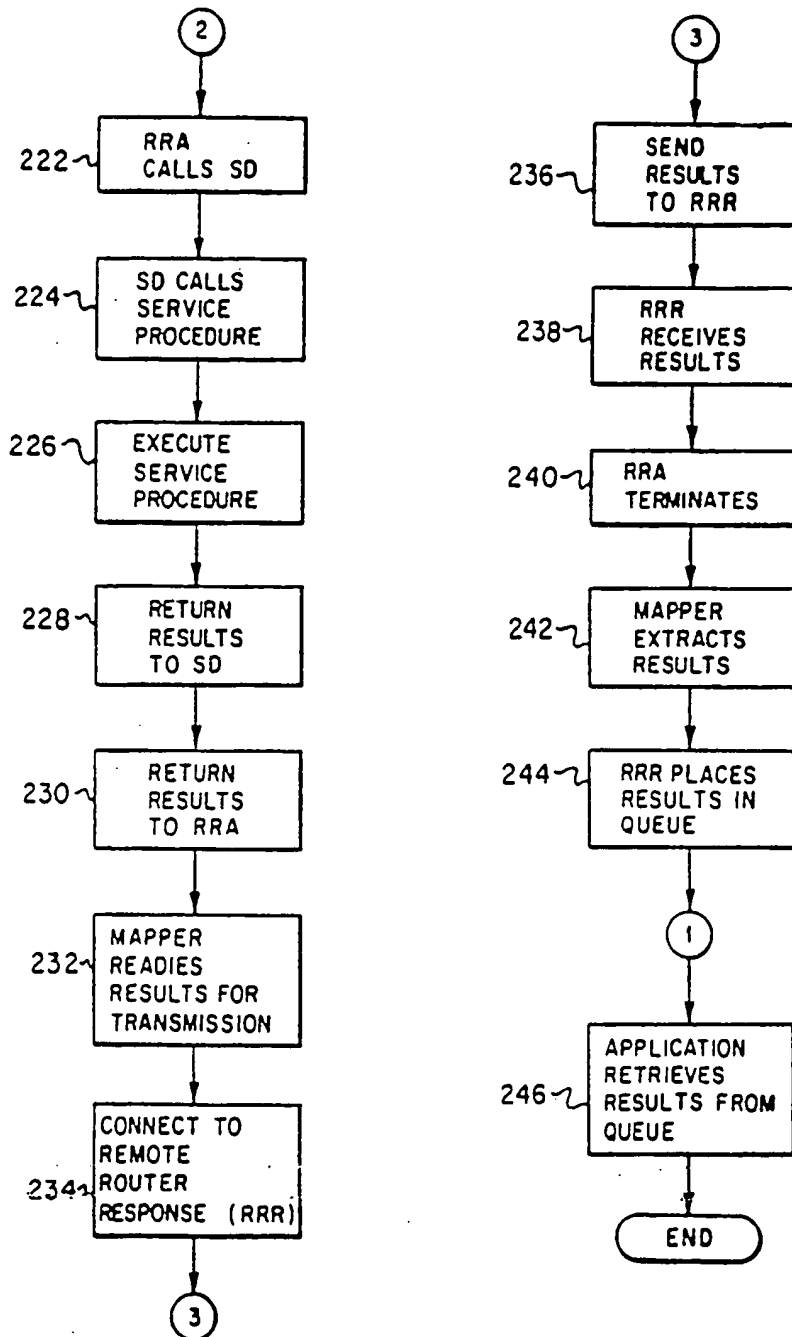 2
222
RRA
CALLS SD
224
SD CALLS
SERVICE
PROCEDURE
226
EXECUTE
SERVICE
PROCEDURE
228
RETURN
RESULTS
TO SD
230
RETURN
RESULTS
TO RRA
232
MAPPER
READIES
RESULTS FOR
TRANSMISSION
234
CONNECT TO
REMOTE
ROUTER
RESPONSE (RRR)
3
3
236
SEND
RESULTS
TO RRR
238
RRR
RECEIVES
RESULTS
240
RRA
TERMINATES
242
MAPPER
EXTRACTS
RESULTS
244
RRR PLACES
RESULTS IN
QUEUE
1
246
APPLICATION
RETRIEVES
RESULTS FROM
QUEUE
END